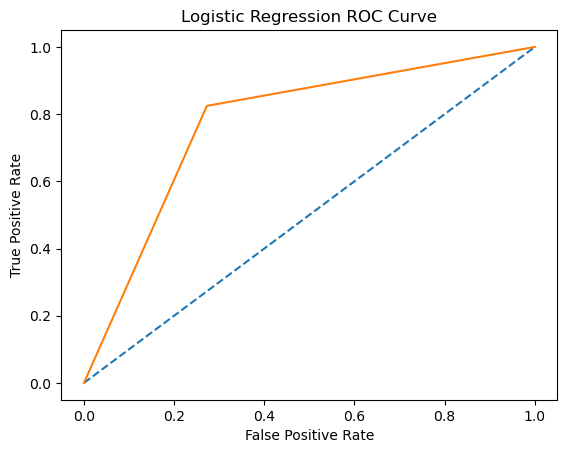 Logistic Regression ROC Curve
1.0
0.8
0.6
0.4
0.2
0.0
True Positive Rate
0.0 0.2 0.4 0.6 0.8 1.0
False Positive Rate